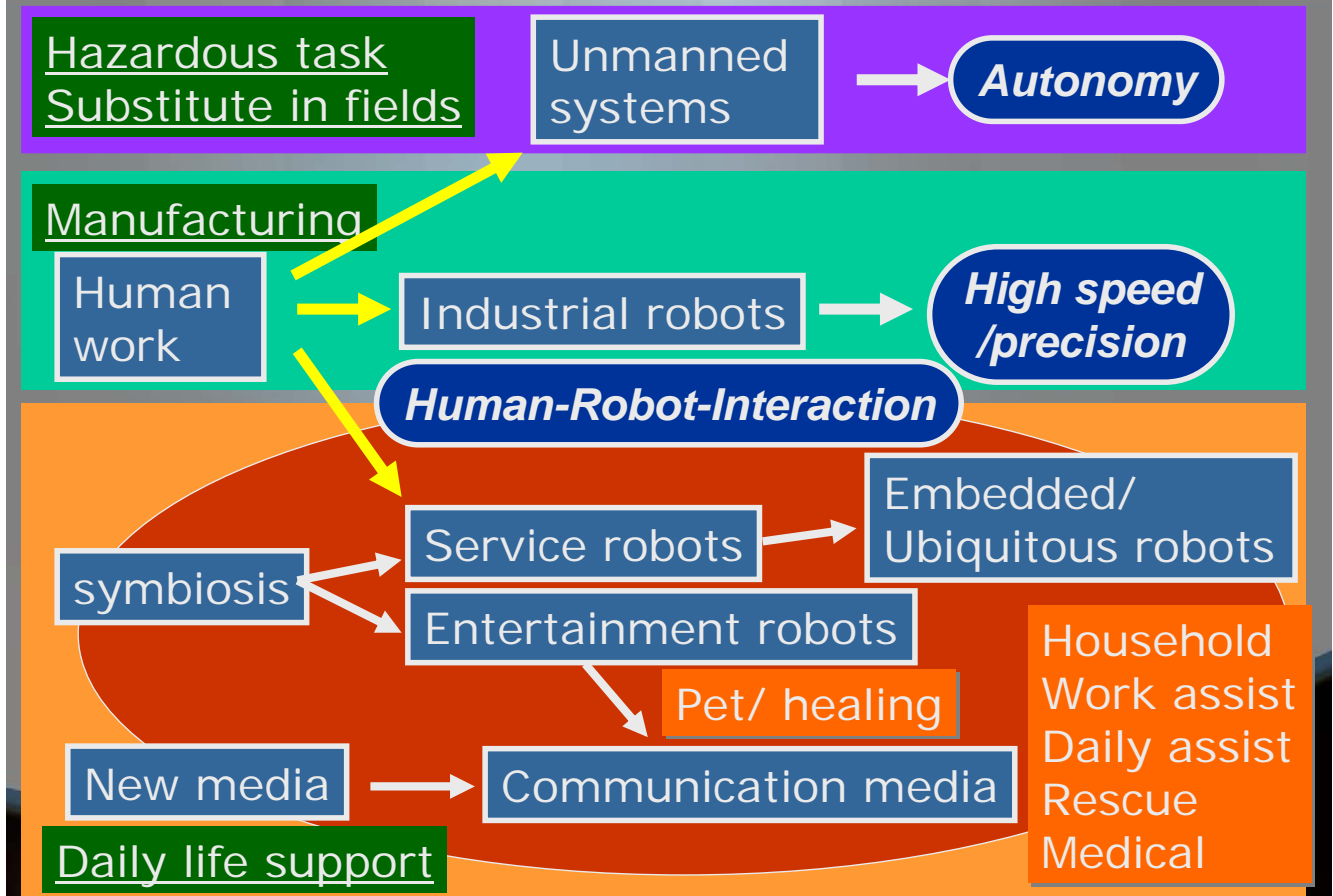 Hazardous task
Substitute in fields
Unmanned
systems
Autonomy
Manufacturing
Human
work
Industrial robots
High speed
/precision
Human-Robot-Interaction
Embedded/
Ubiquitous robots
Service robots
symbiosis
Entertainment robots
Pet/ healing
Household
Work assist
Daily assist
Rescue
Medical
New media
Communication media
Daily life support